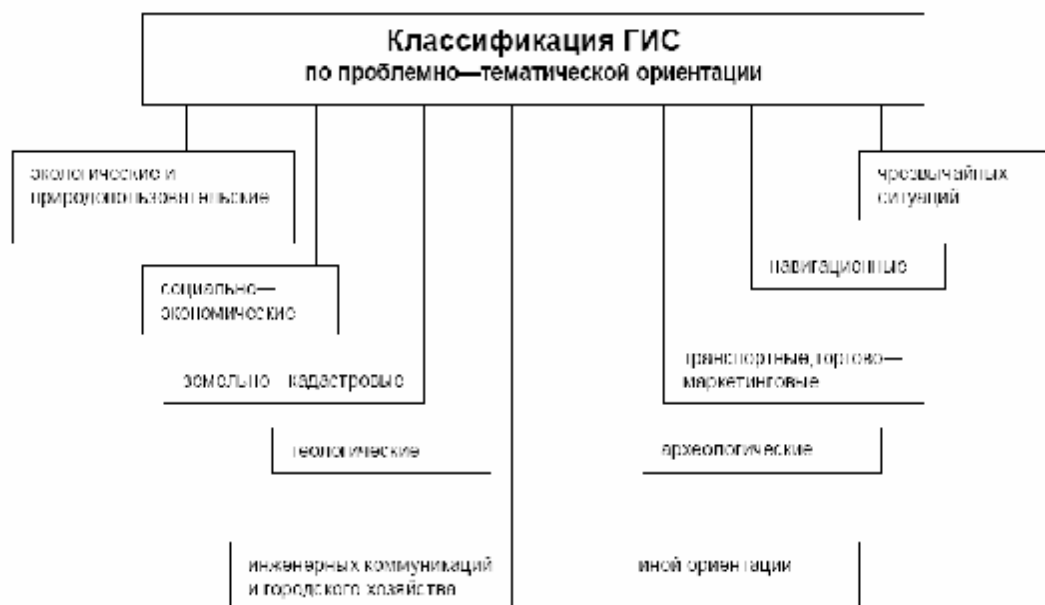 Классификация ГИС
по проблемно—тематической ориентации
экологические и
природопользовательские
чрезвычайных
ситуаций
навигационные
социально—
экономические
транспортные, торгово—
маркетинговые
земельно кадастровые
геологические
археологические
инженерных коммуникаций
и городского хозяйства
иной ориентации